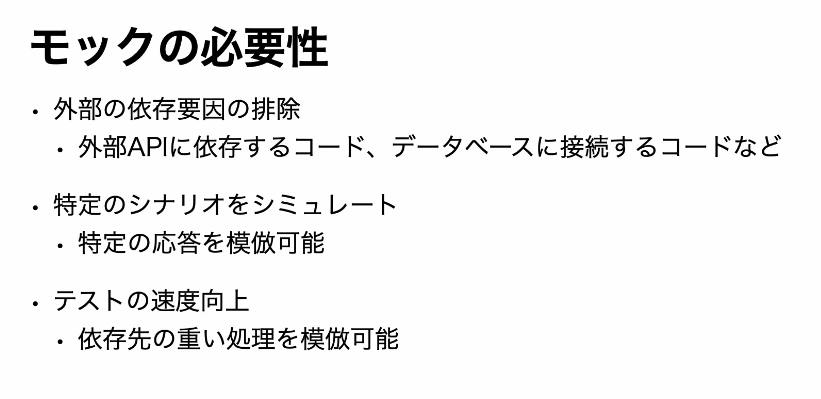 モックの必要性
・外部の依存要因の排除
・外部APIに依存するコード、データベースに接続するコードなど
・特定のシナリオをシミュレート
・特定の応答を模倣可能
・テストの速度向上
・依存先の重い処理を模倣可能